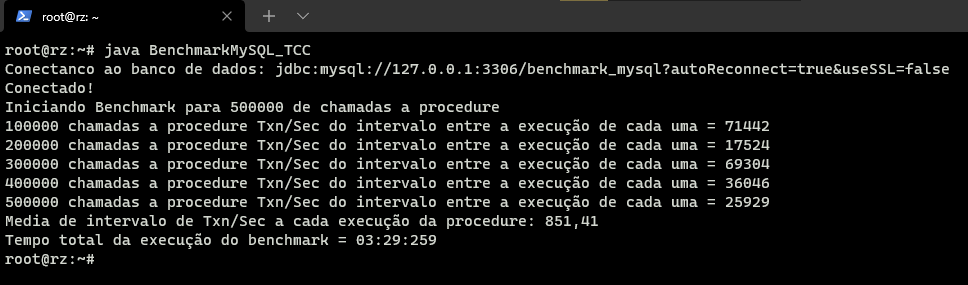 root@rz: ~
root@rz:~# java BenchmarkMySQL_TCC
Conectanco ao banco de dados: jdbc:mysql://127.0.0.1:3306/benchmark_mysql?autoReconnect=true&useSSL=false
Conectado!
Iniciando Benchmark para 500000 de chamadas a procedure
100000 chamadas a procedure Txn/Sec do intervalo entre a execução de cada uma = 71442
200000 chamadas a procedure Txn/Sec do intervalo entre a execução de cada uma = 17524
300000 chamadas a procedure Txn/Sec do intervalo entre a execução de cada uma = 69304
400000 chamadas a procedure Txn/Sec do intervalo entre a execução de cada uma = 36046
500000 chamadas a procedure Txn/Sec do intervalo entre a execução de cada uma = 25929
Media de intervalo de Txn/Sec a cada execução da procedure: 851,41
Tempo total da execução do benchmark = 03:29:259
root@rz:~#